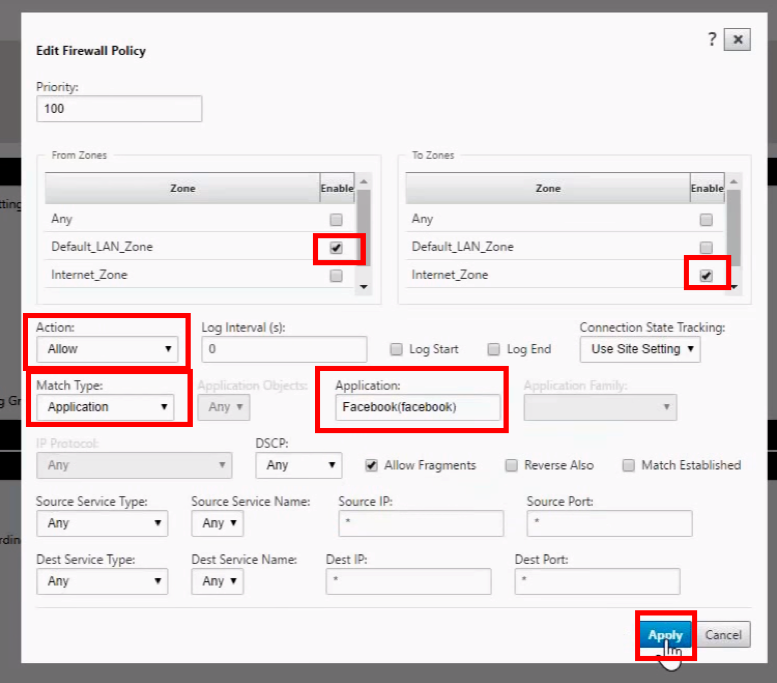 Edit Firewall Policy
? ×
Priority:
100
From Zones
To Zones
Zone Enable
Zone Enable
Any
Any
Default_LAN_Zone
Default_LAN_Zone
Internet_Zone
Internet_Zone
tting
Action:
Log Interval (s):
Connection State Tracking:
Allow
0
Log Start
Log End
Use Site Setting
Match Type:
Application Objects:
Application:
Application Family:
g Gr
Application
Any
Facebook(facebook)
IP Protocol:
DSCP:
Any
Any
Allow Fragments
Reverse Also
Match Established
Source Service Type:
Source Service Name:
Source IP:
Source Port:
Any
Any
*
*
rdin
Dest Service Type:
Dest Service Name:
Dest IP:
Dest Port:
Any
Any
*
*
Apply
Cancel